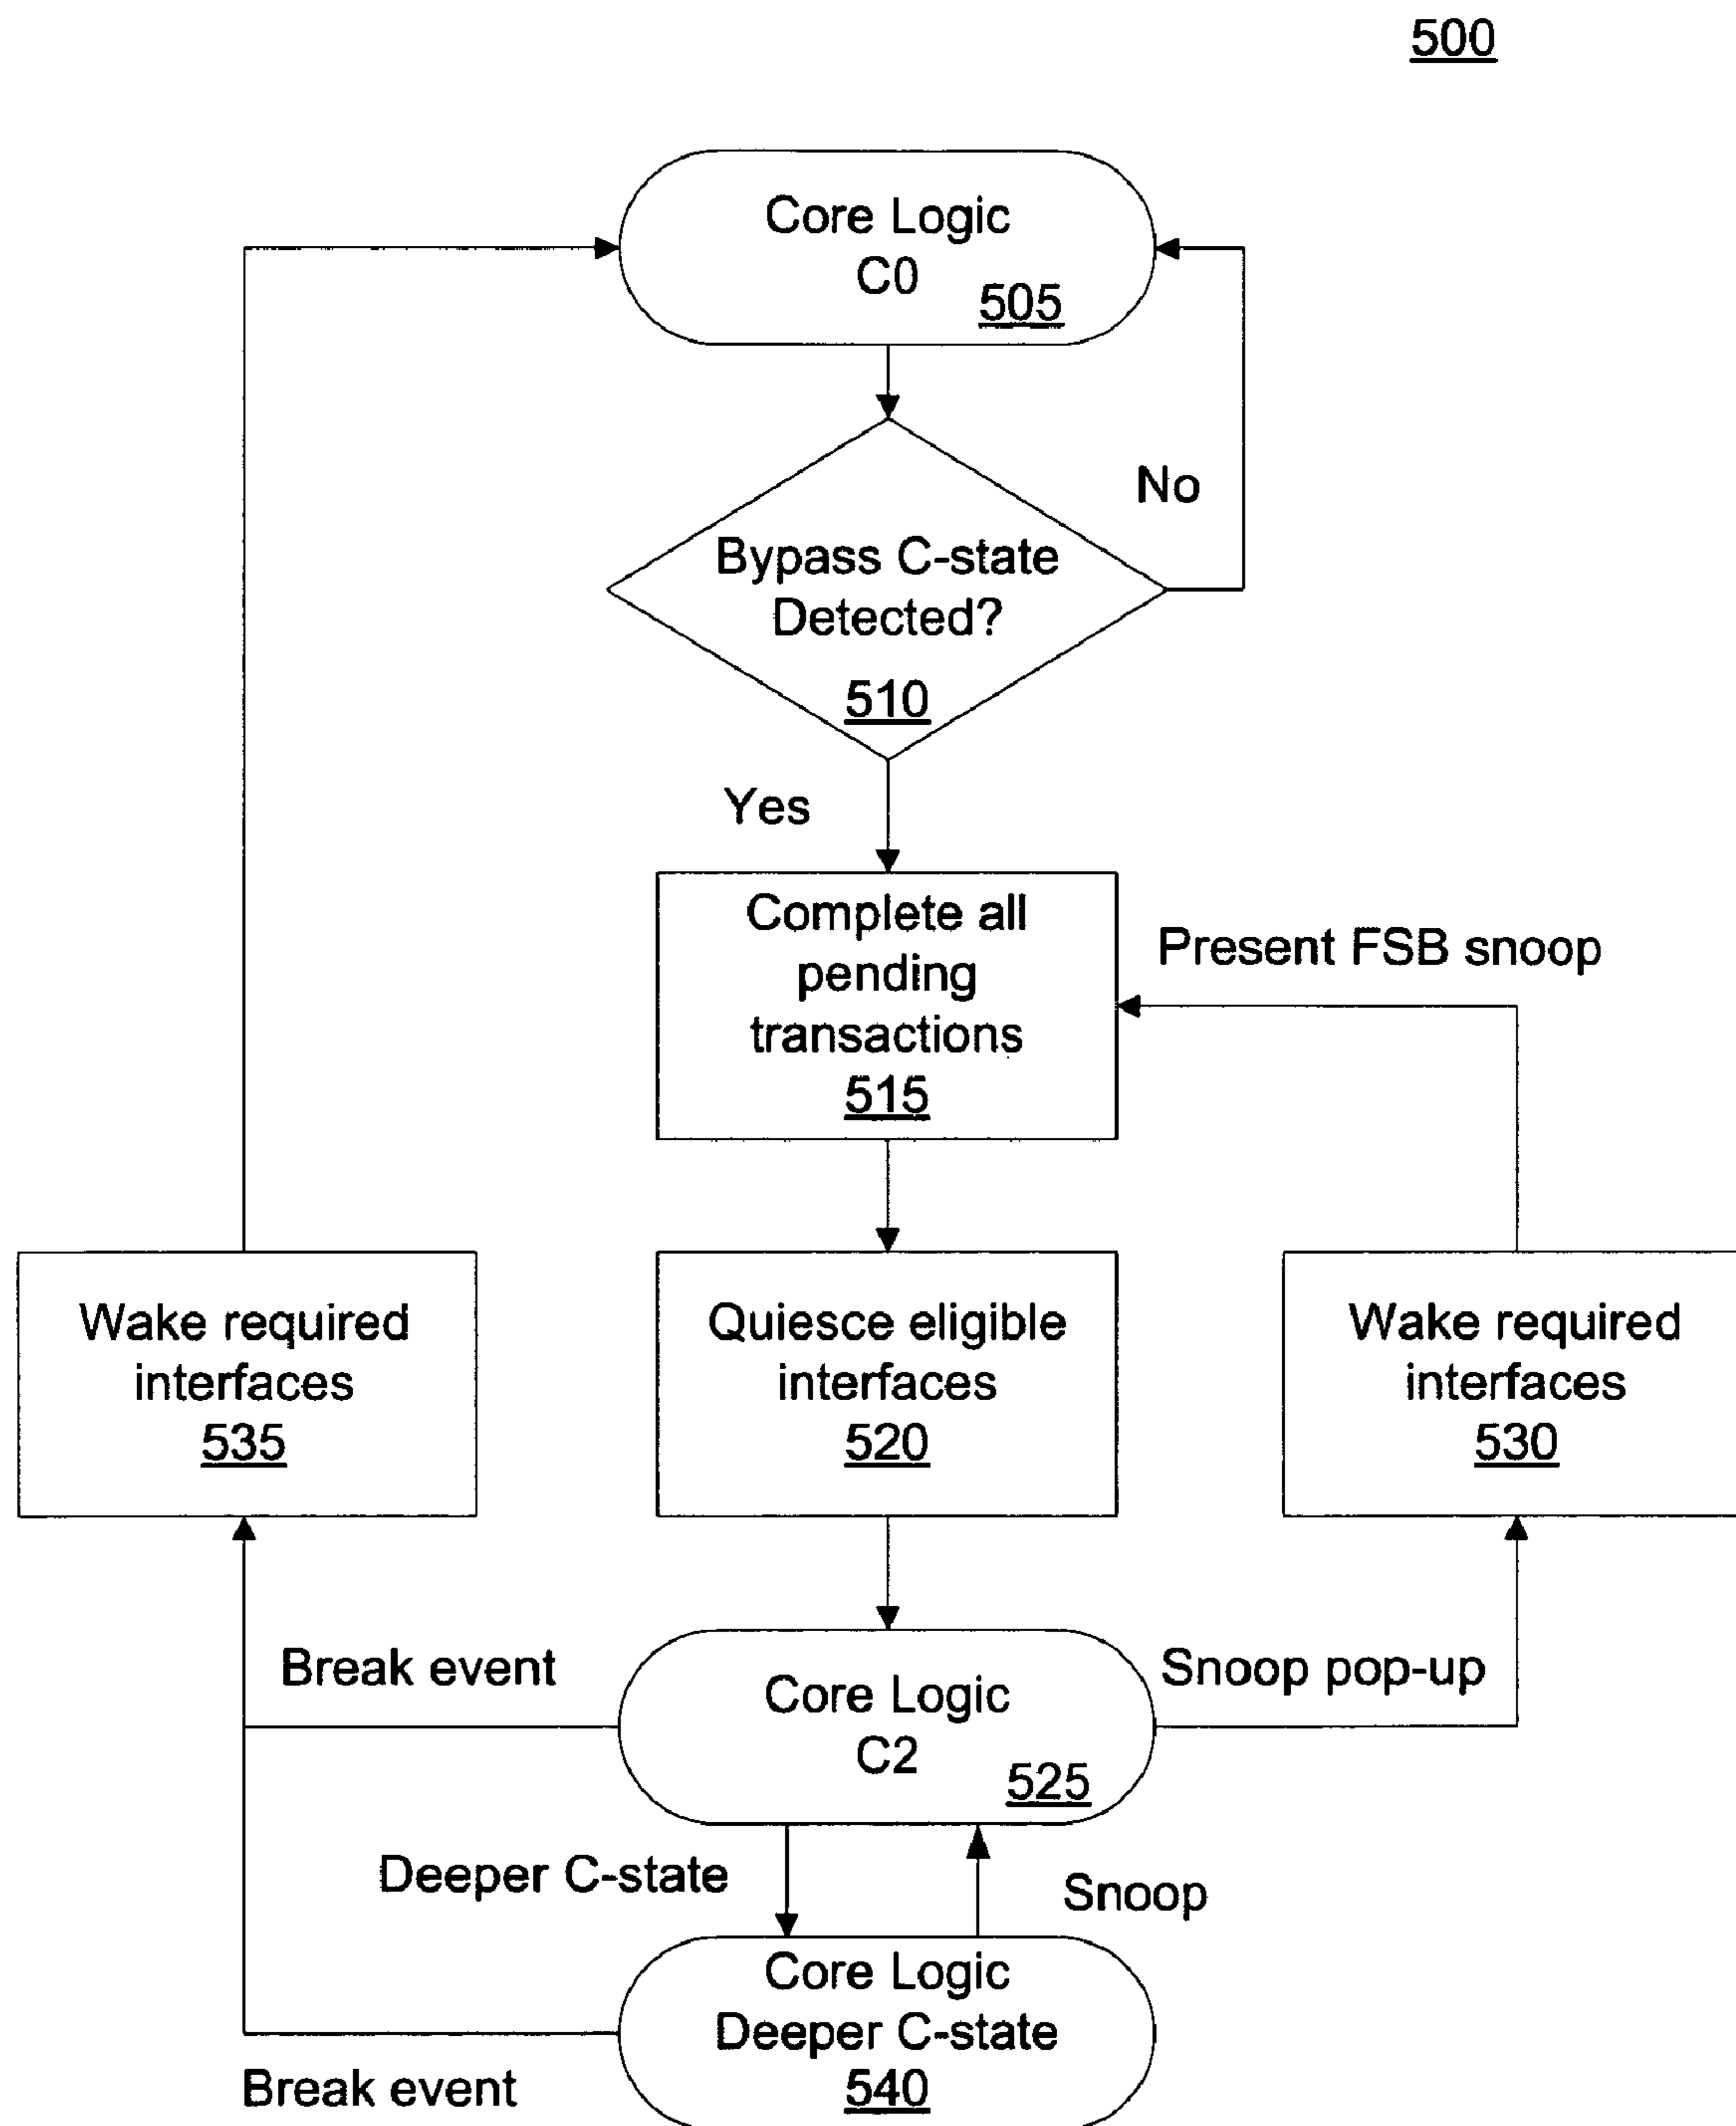 500
Core Logic
C0
505
No
Bypass C-state
Detected?
510
Yes
Complete all
pending
transactions
515
Present FSB snoop
Wake required
interfaces
535
Quiesce eligible
interfaces
520
Wake required
interfaces
530
Break event
Core Logic
C2
525
Snoop pop-up
Deeper C-state
Snoop
Core Logic
Deeper C-state
540
Break event